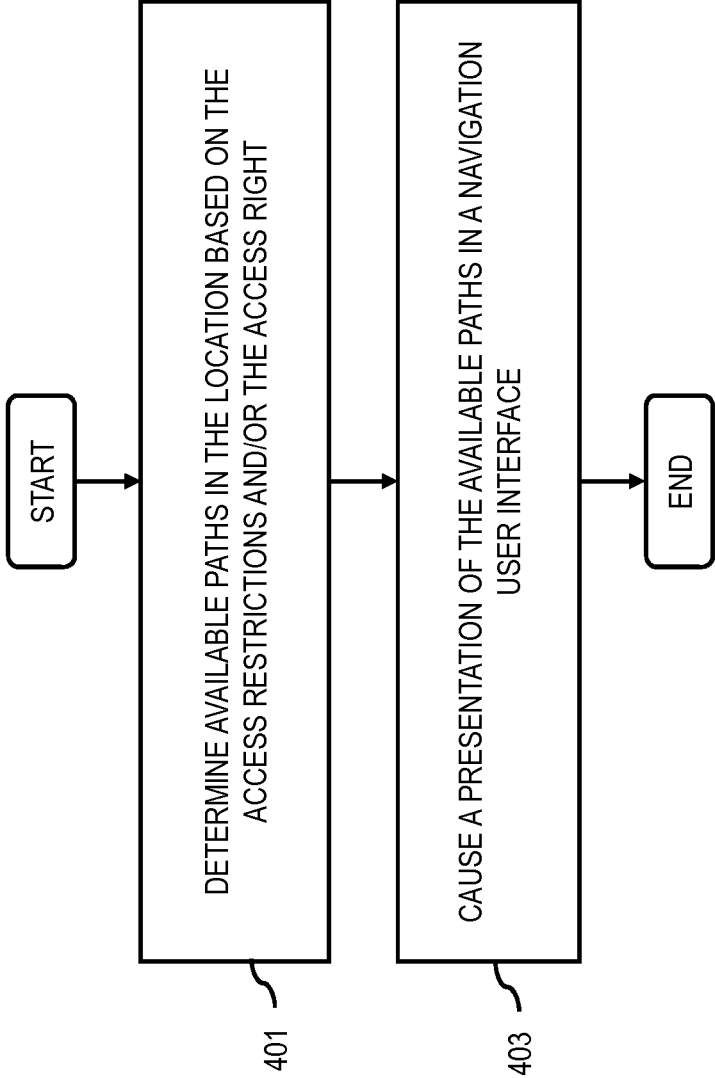 START
401
DETERMINE AVAILABLE PATHS IN THE LOCATION BASED ON THE
ACCESS RESTRICTIONS AND/OR THE ACCESS RIGHT
403
CAUSE A PRESENTATION OF THE AVAILABLE PATHS IN A NAVIGATION
USER INTERFACE
END